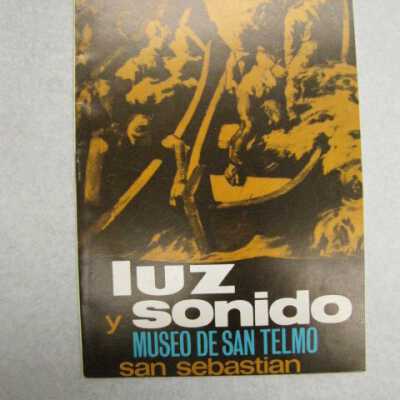 luz
y sonido
MUSEO DE SAN TELMO
san sebastian